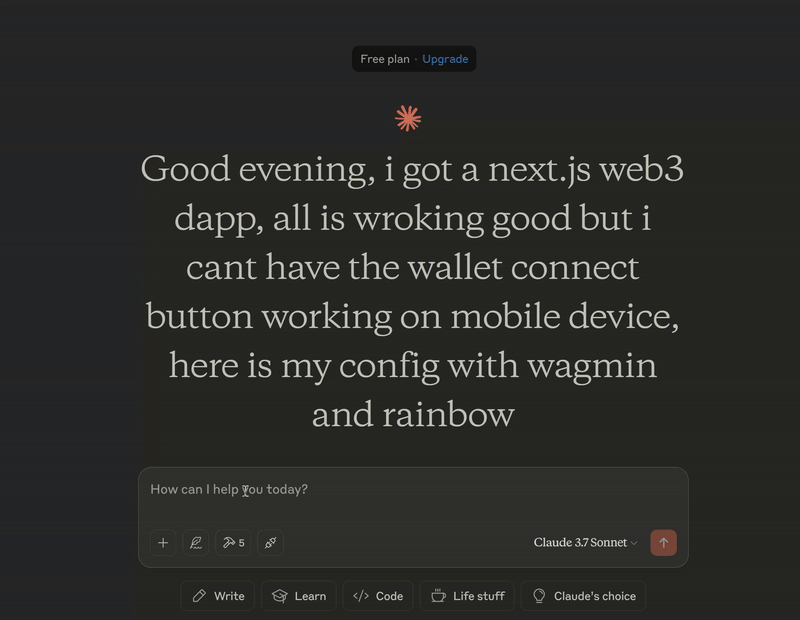 Free plan · Upgrade
Good evening, i got a next.js web3
dapp, all is wroking good but i
cant have the wallet connect
button working on mobile device,
here is my config with wagmin
and rainbow
How can I help you today?
5
Claude 3.7 Sonnet
Write
Learn
Code
Life stuff
Claude's choice